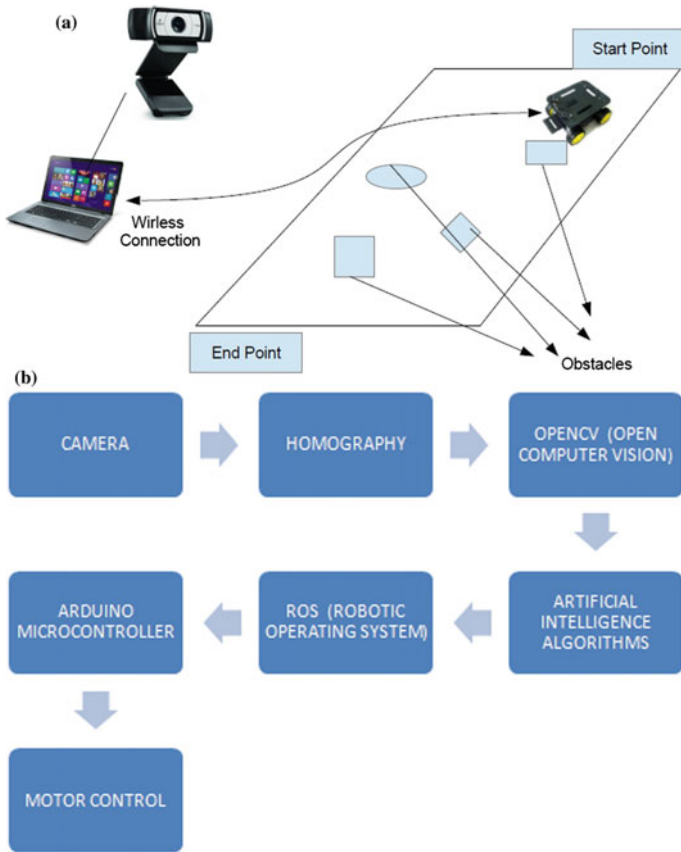 (a)
Start Point
Wirless
Connection
End Point
Obstacles
(b)
CAMERA
HOMOGRAPHY
OPENCV (OPEN
COMPUTER VISION)
ARDUINO
MICROCONTROLLER
ROS (ROBOTIC
OPERATING SYSTEM)
ARTIFICIAL
INTELLIGENCE
ALGORITHMS
MOTOR CONTROL